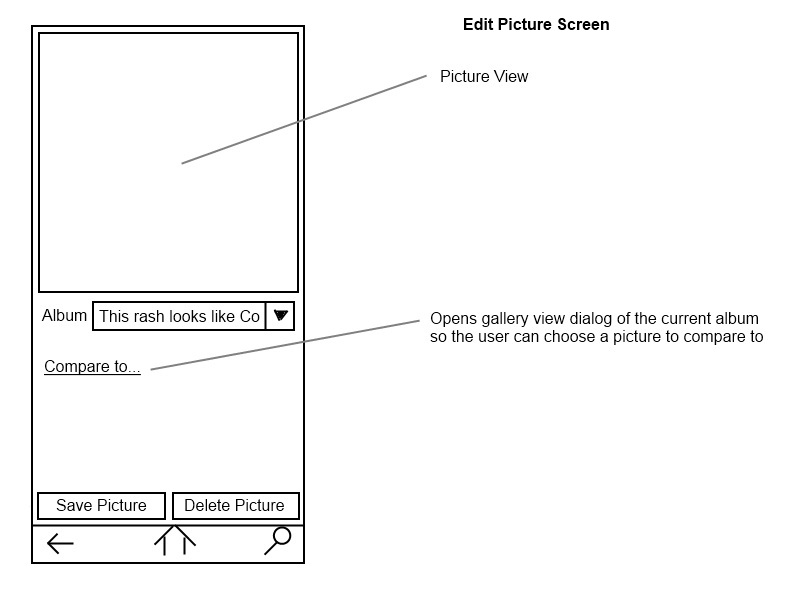 Edit Picture Screen
Picture View
Album
This rash looks like Co
Opens gallery view dialog of the current album
so the user can choose a picture to compare to
Compare to...
Save Picture
Delete Picture